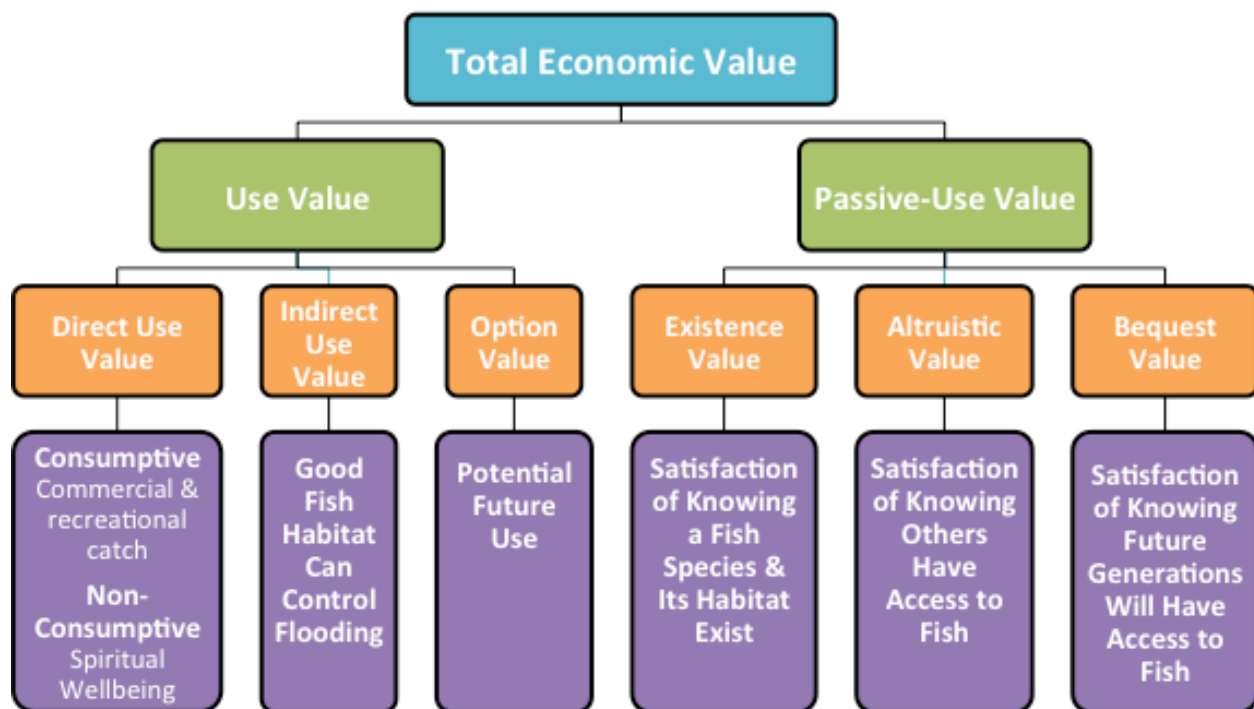 Total Economic Value
Use Value
Passive-Use Value
Direct Use
Value
Indirect
Use
Value
Option
Value
Existence
Value
Altruistic
Value
Bequest
Value
Consumptive
Commercial &
recreational
catch
Non-
Consumptive
Spiritual
Wellbeing
Good
Fish
Habitat
Can
Control
Flooding
Potential
Future
Use
Satisfaction
of Knowing
a Fish
Species &
Its Habitat
Exist
Satisfaction
of Knowing
Others
Have
Access to
Fish
Satisfaction
of Knowing
Future
Generations
Will Have
Access to
Fish